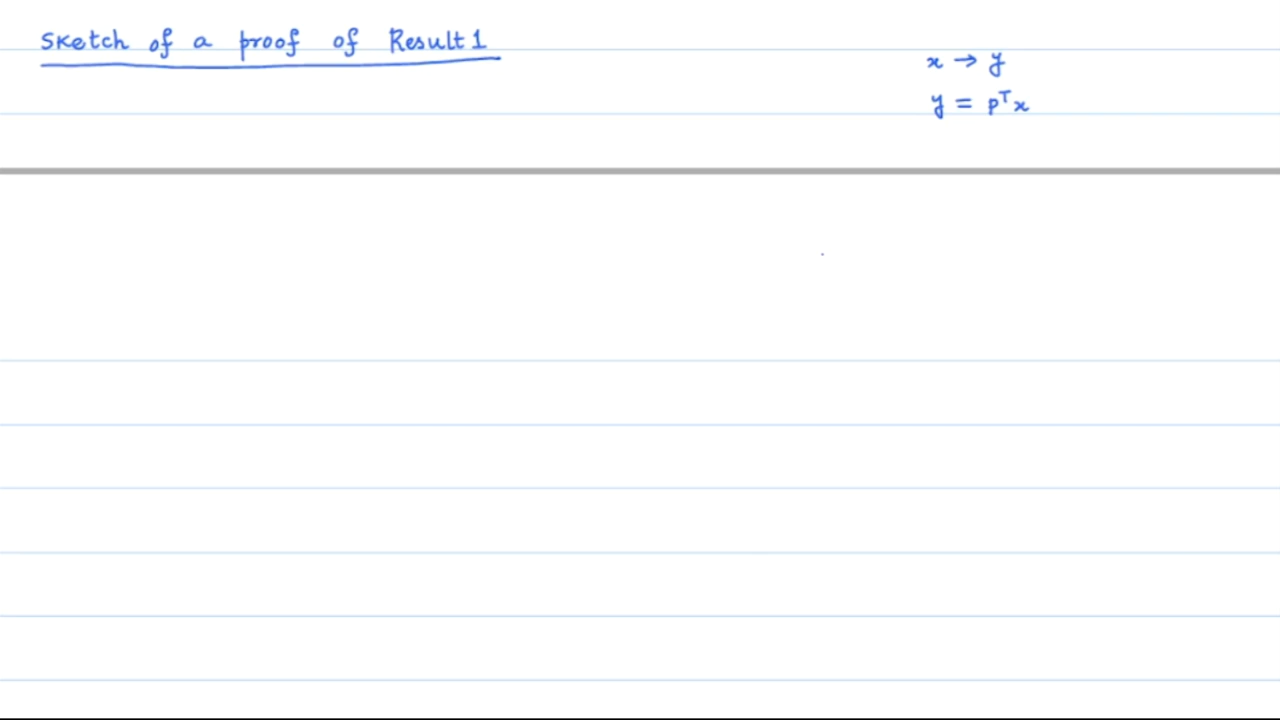 Sketch of a proof of Result 1
x → y
y = pᵀx